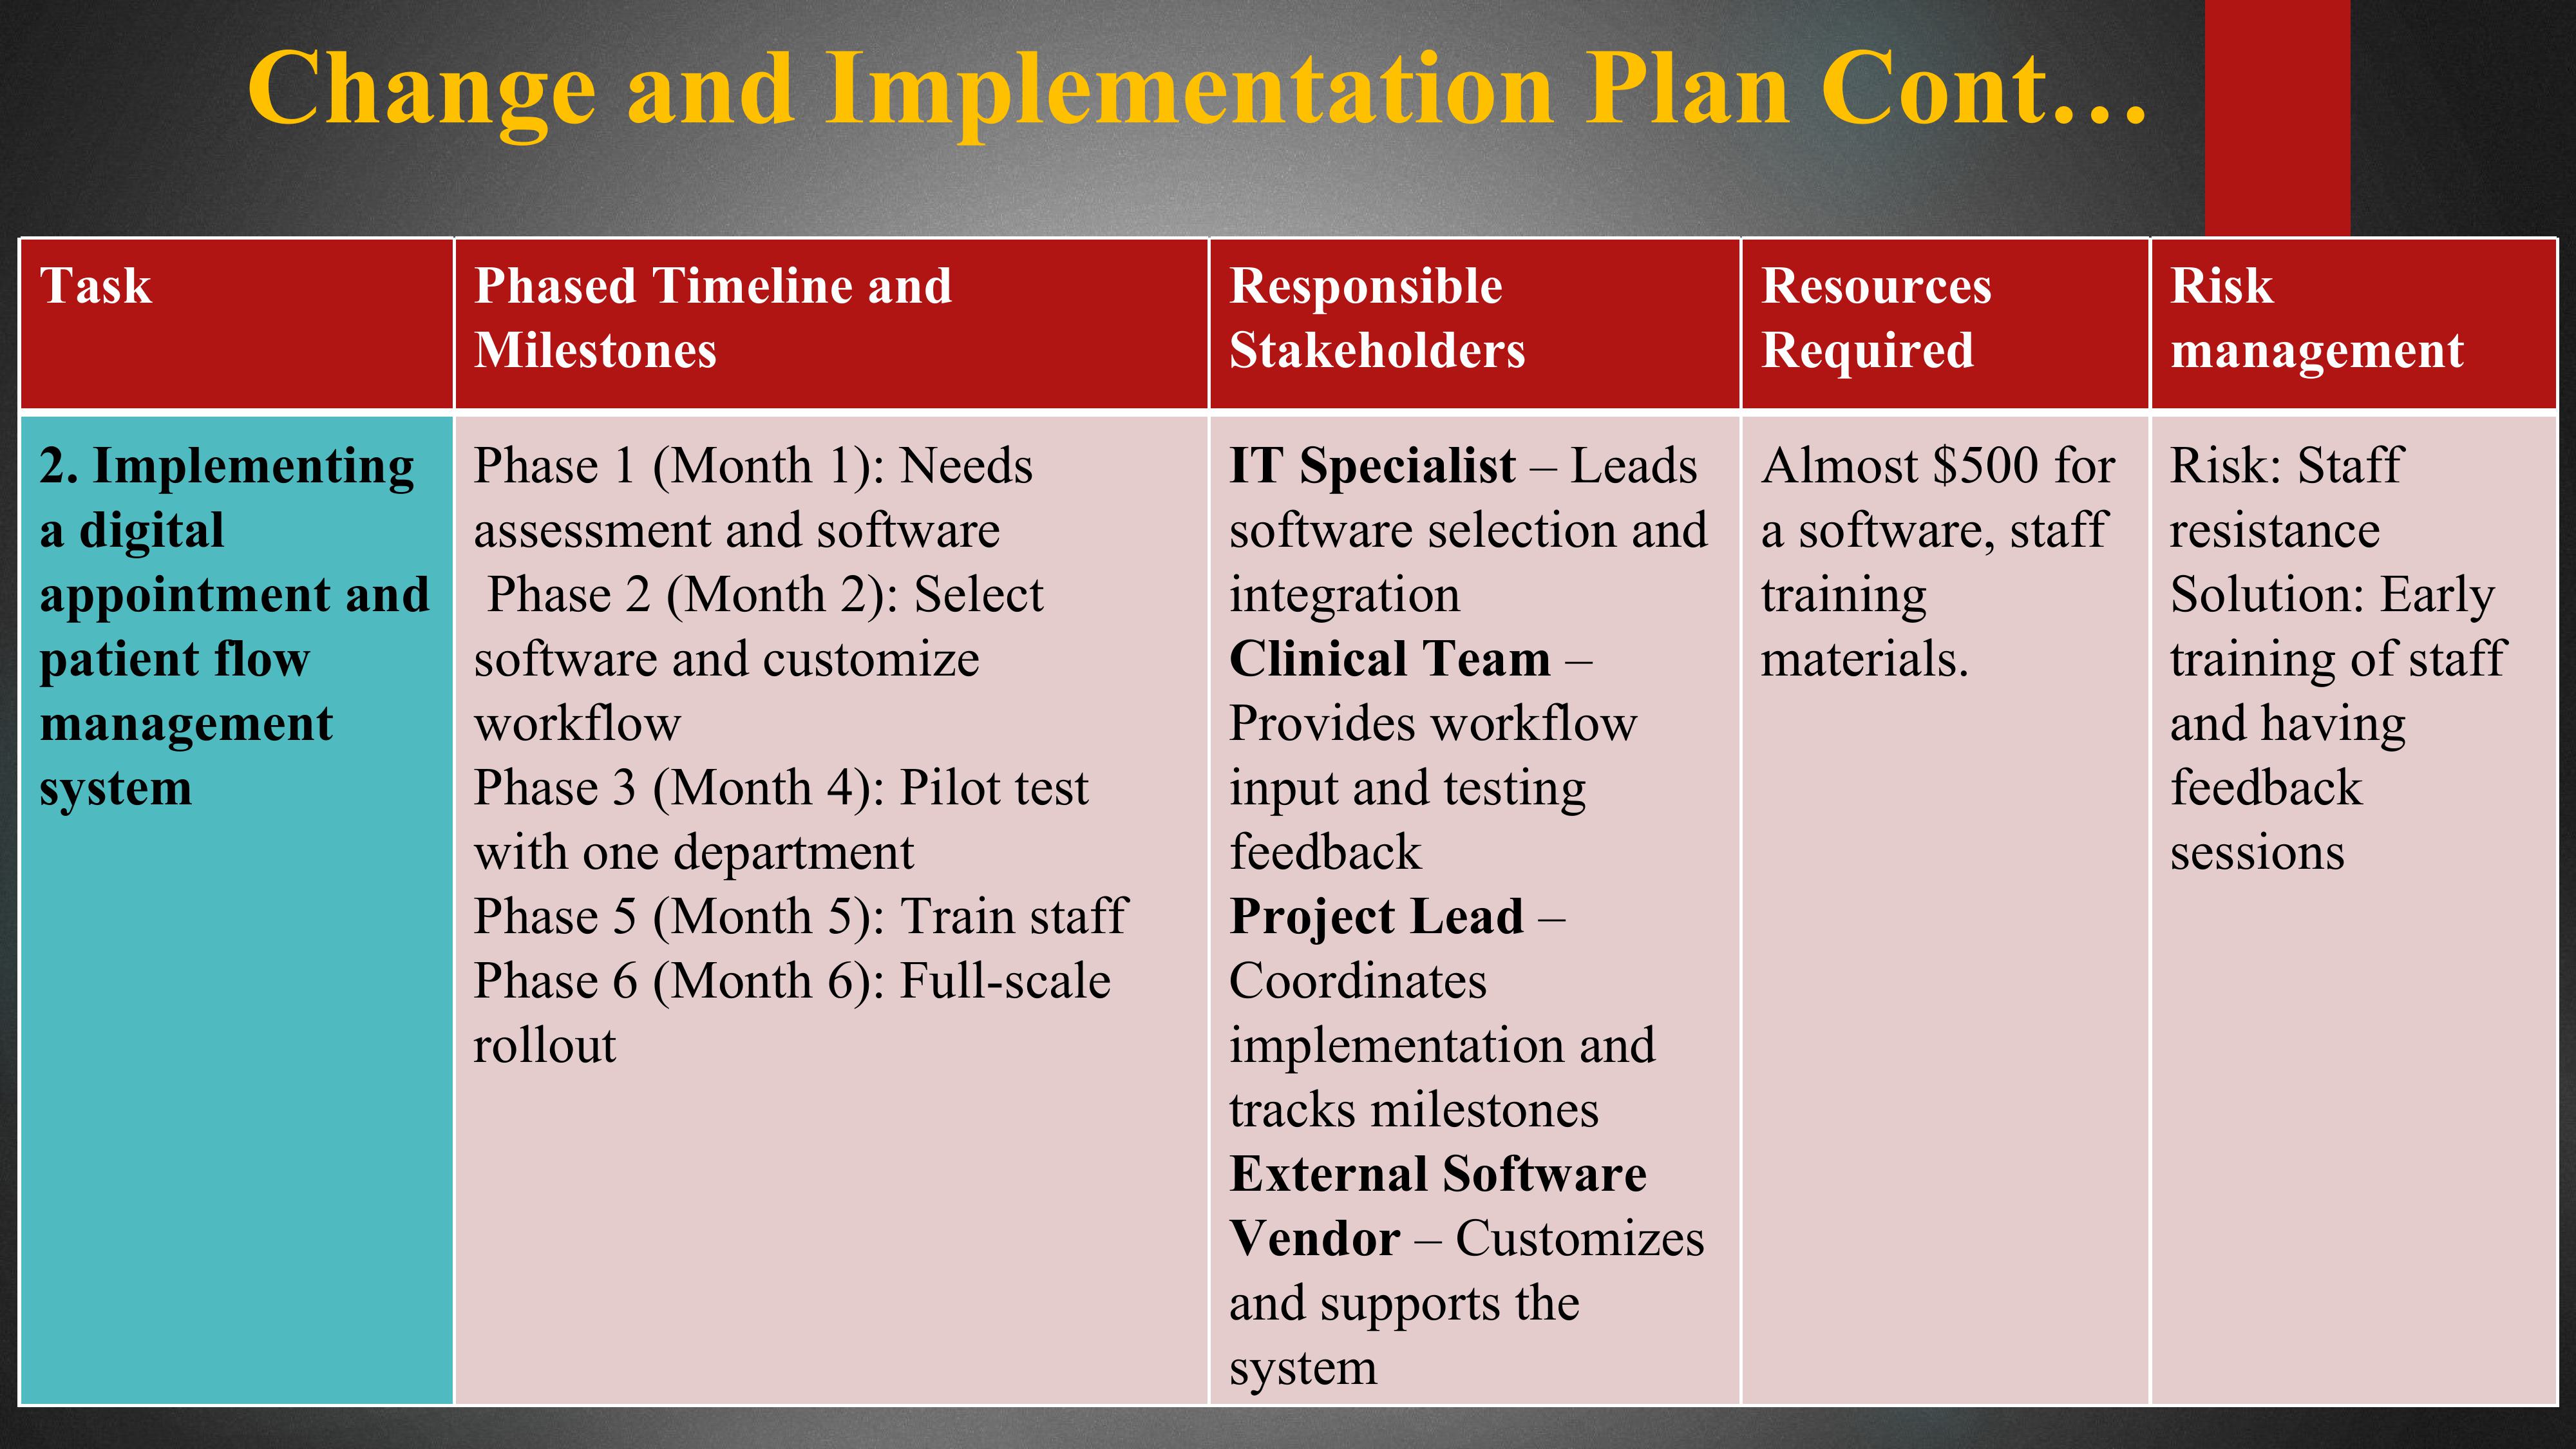 Change and Implementation Plan Cont…
Task
Phased Timeline and
Milestones
Responsible
Stakeholders
Resources
Required
Risk
management
2. Implementing
a digital
appointment and
patient flow
management
system
Phase 1 (Month 1): Needs
assessment and software
Phase 2 (Month 2): Select
software and customize
workflow
Phase 3 (Month 4): Pilot test
with one department
Phase 5 (Month 5): Train staff
Phase 6 (Month 6): Full-scale
rollout
IT Specialist – Leads
software selection and
integration
Clinical Team –
Provides workflow
input and testing
feedback
Project Lead –
Coordinates
implementation and
tracks milestones
External Software
Vendor – Customizes
and supports the
system
Almost $500 for
a software, staff
training
materials.
Risk: Staff
resistance
Solution: Early
training of staff
and having
feedback
sessions